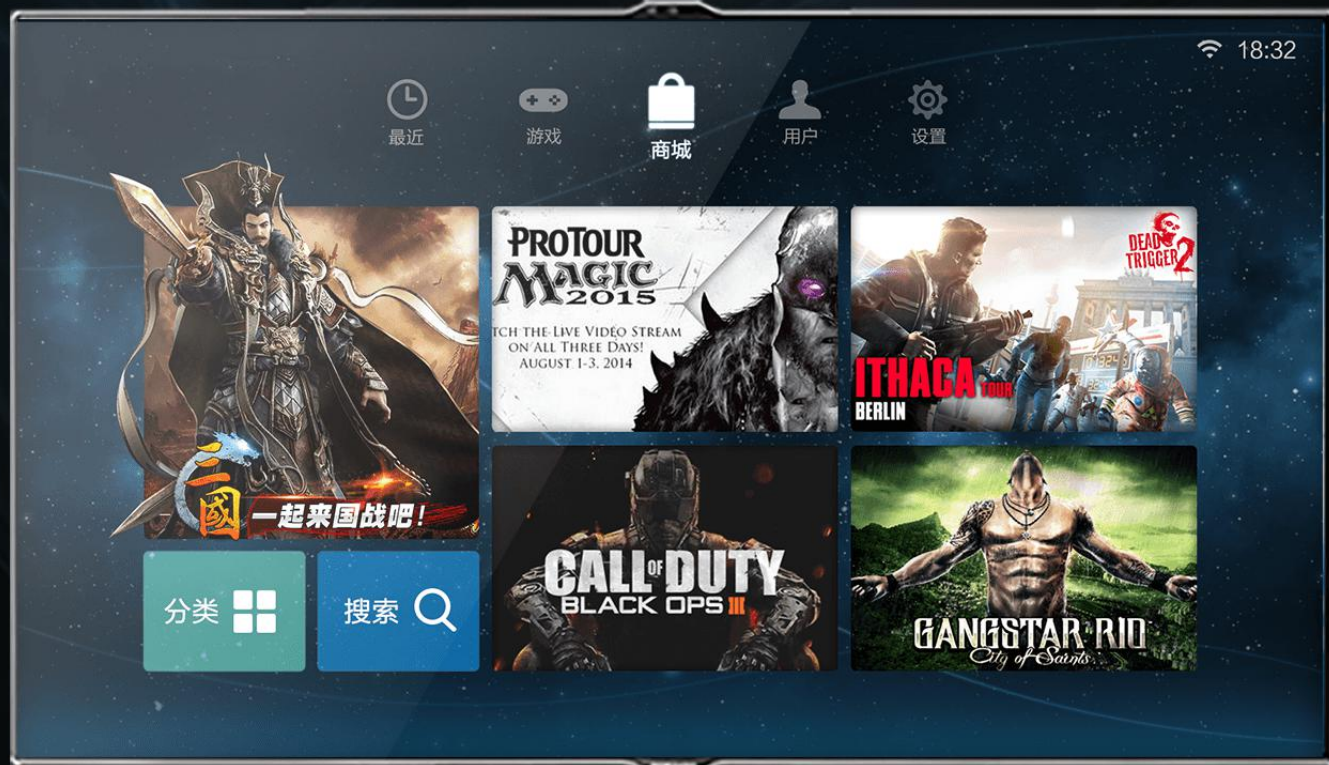 18:32
最近
游戏
商城
用户
设置
三國
一起来国战吧!
PROTOUR
MAGIC
2015
TCH THE LIVE VIDEO STREAM
ON ALL THREE DAYS!
AUGUST 1-3, 2014
DEAD
TRIGGER 2
ITHACA TOUR
BERLIN
分类
搜索
CALL OF DUTY
BLACK OPS III
GANGSTAR RIO
City of Saints